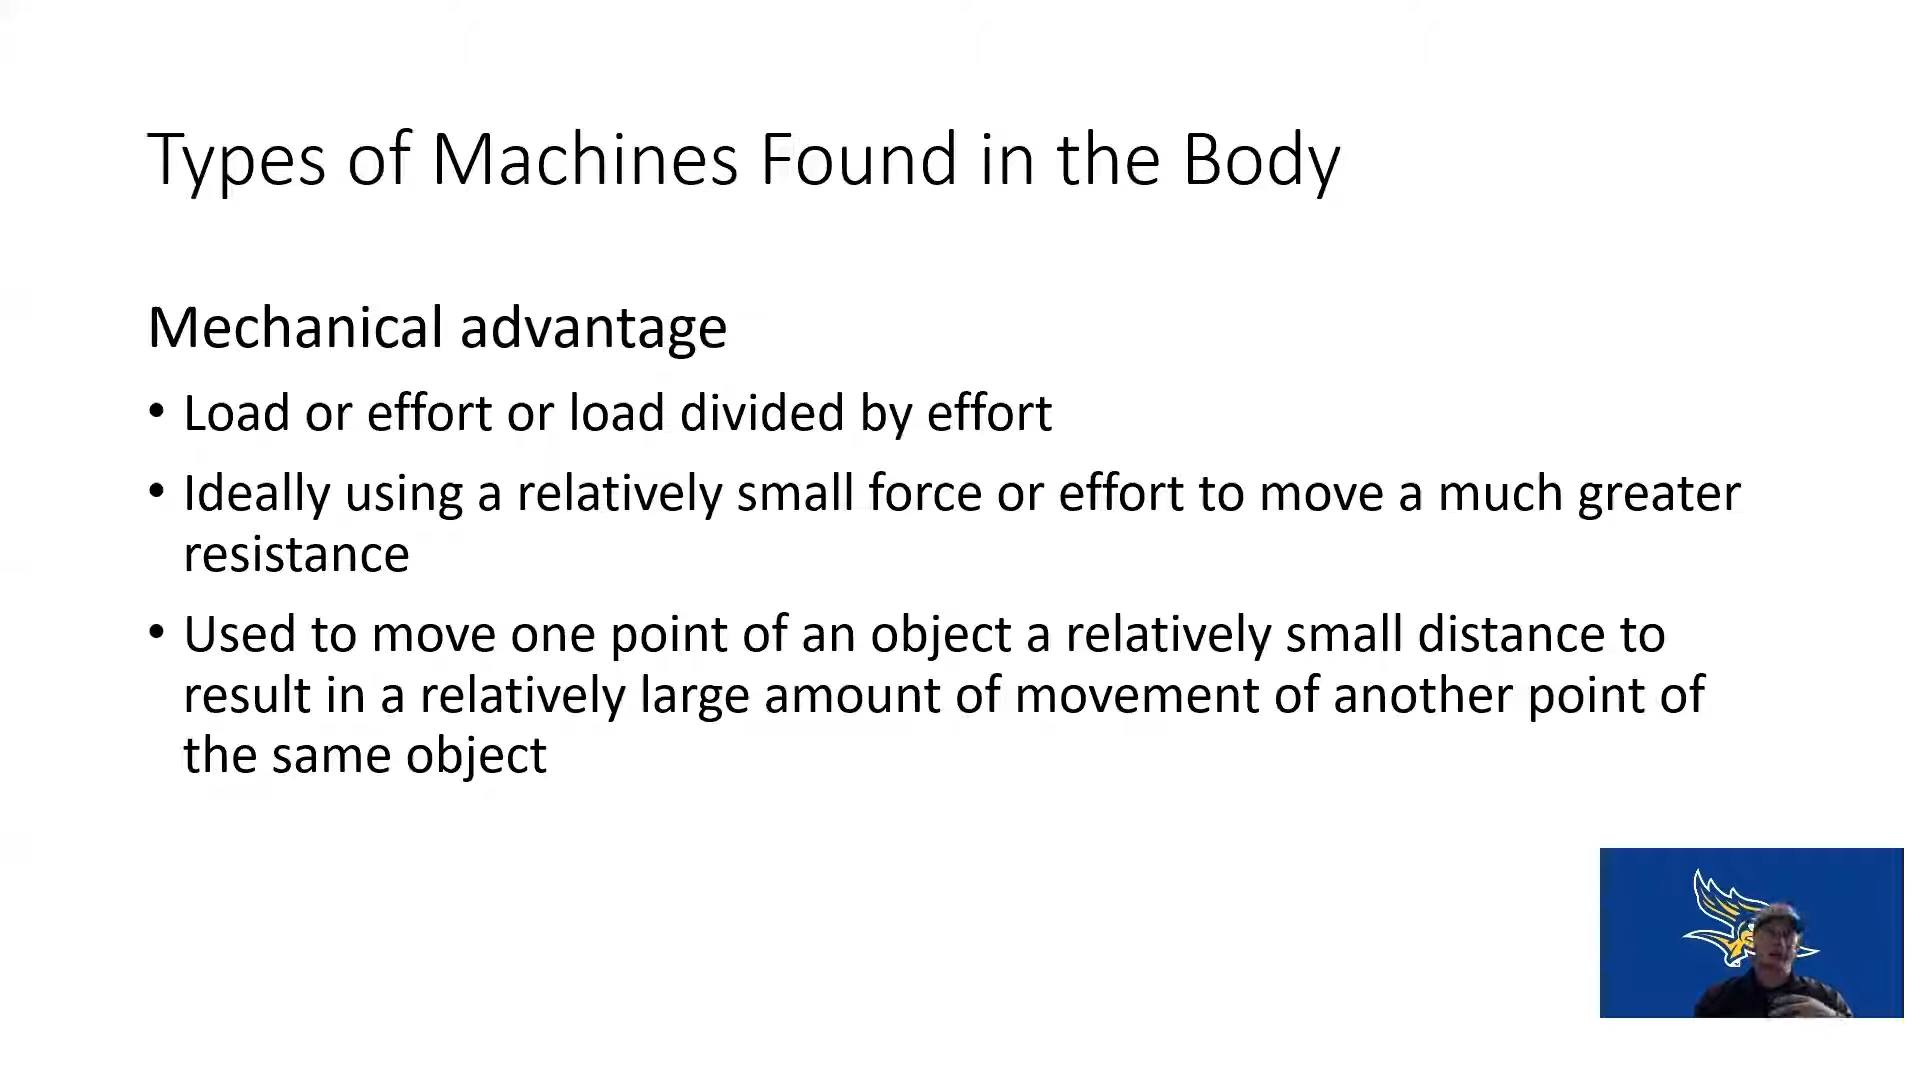 Types of Machines Found in the Body
Mechanical advantage
• Load or effort or load divided by effort
• Ideally using a relatively small force or effort to move a much greater
resistance
• Used to move one point of an object a relatively small distance to
result in a relatively large amount of movement of another point of
the same object